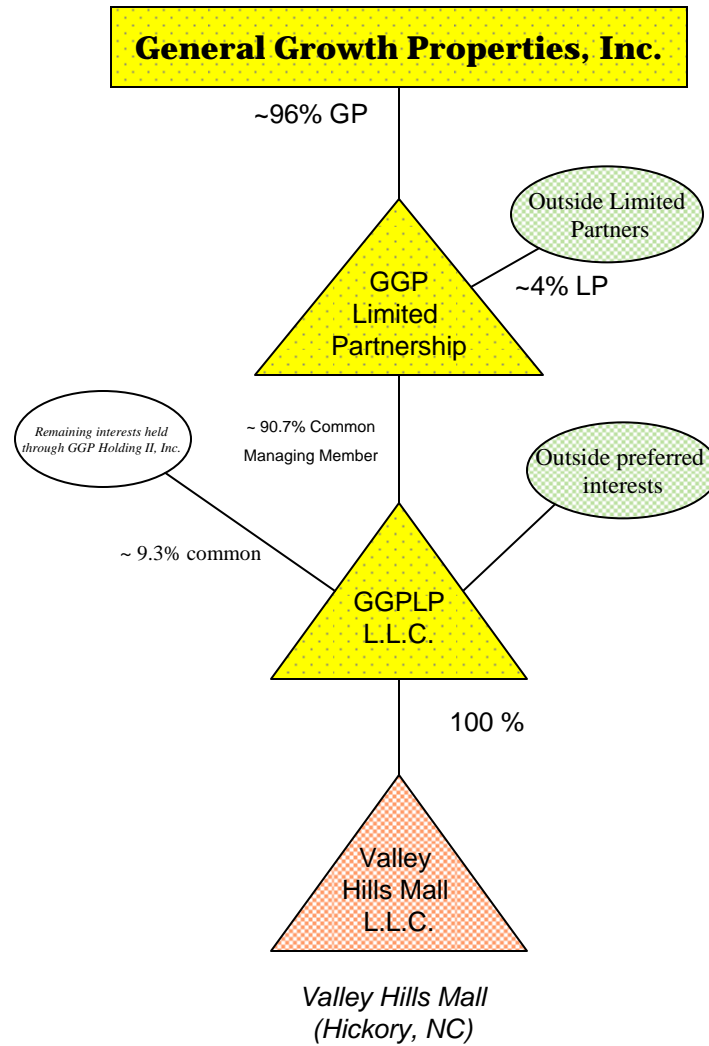 General Growth Properties, Inc.
~96% GP
Outside Limited
Partners
GGP
Limited
Partnership
~4% LP
Remaining interests held
through GGP Holding II, Inc.
~ 90.7% Common
Managing Member
Outside preferred
interests
~ 9.3% common
GGPLP
L.L.C.
100 %
Valley
Hills Mall
L.L.C.
Valley Hills Mall
(Hickory, NC)